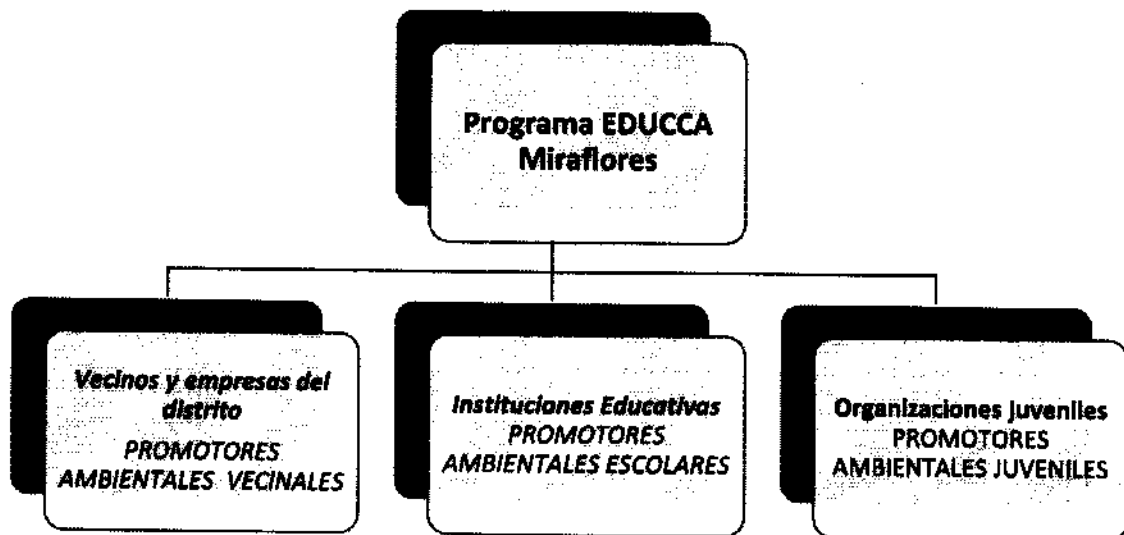 Programa EDUCCA
Miraflores
Vecinos y empresas del
distrito
PROMOTORES
AMBIENTALES VECINALES
Instituciones Educativas
PROMOTORES
AMBIENTALES ESCOLARES
Organizaciones Juveniles
PROMOTORES
AMBIENTALES JUVENILES